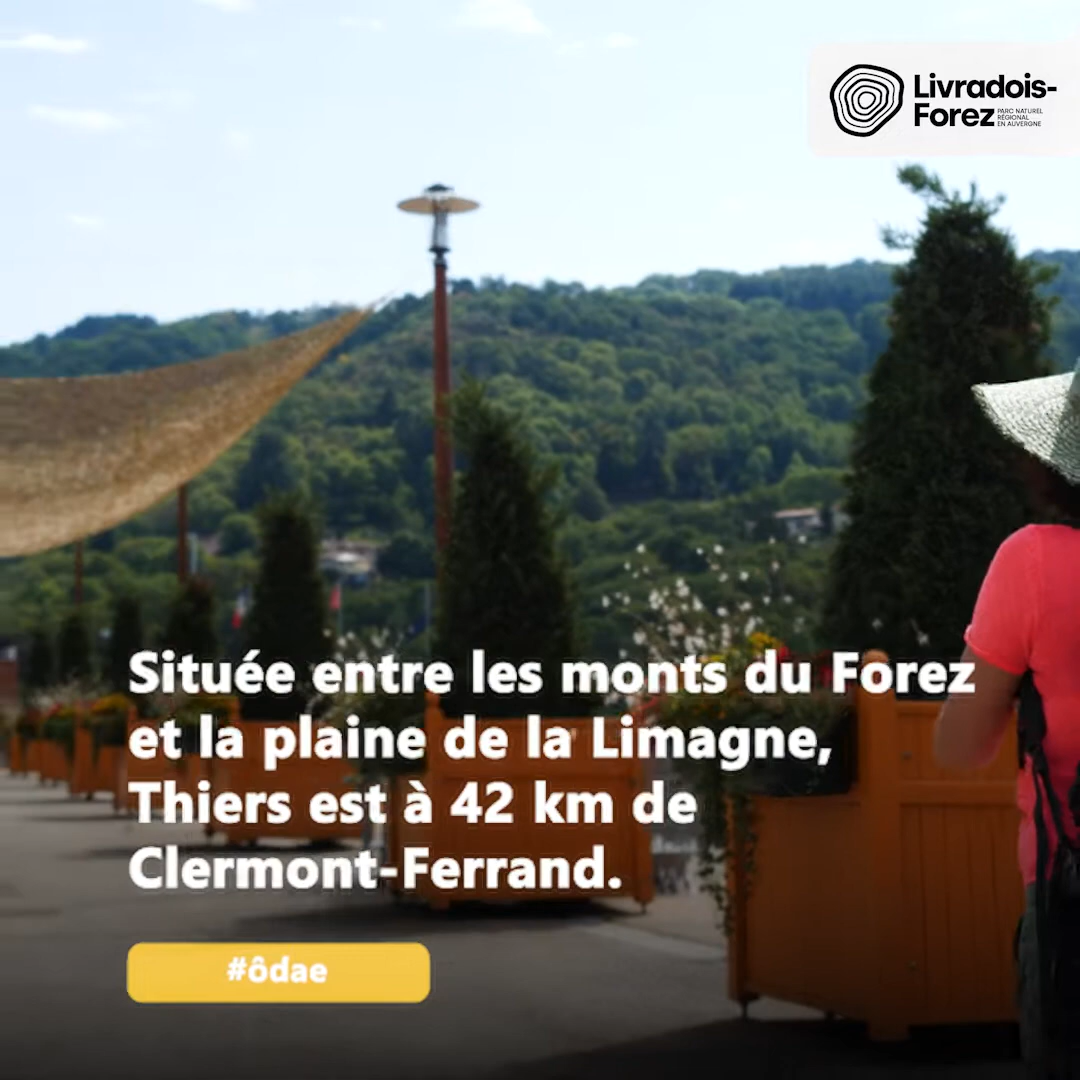 Livradois-
Forez
PARC NATUREL
RÉGIONAL
EN AUVERGNE
Située entre les monts du Forez
et la plaine de la Limagne,
Thiers est à 42 km de
Clermont-Ferrand.
#ôdae